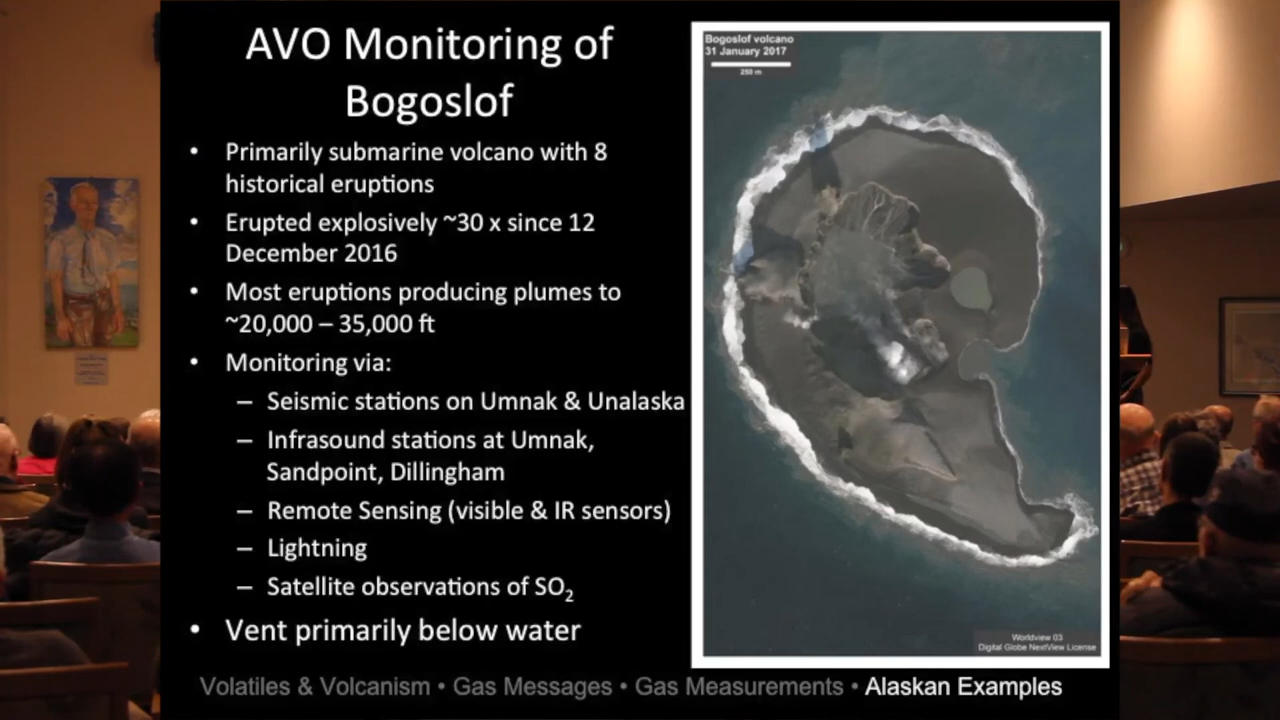 AVO Monitoring of
Bogoslof
• Primarily submarine volcano with 8
historical eruptions
• Erupted explosively ~30 x since 12
December 2016
• Most eruptions producing plumes to
~20,000 – 35,000 ft
• Monitoring via:
– Seismic stations on Umnak & Unalaska
– Infrasound stations at Umnak,
Sandpoint, Dillingham
– Remote Sensing (visible & IR sensors)
– Lightning
– Satellite observations of SO₂
• Vent primarily below water
Bogoslof volcano
31 January 2017
250 m
Worldview 03
Digital Globe NextView License
Volatiles & Volcanism • Gas Messages • Gas Measurements • Alaskan Examples